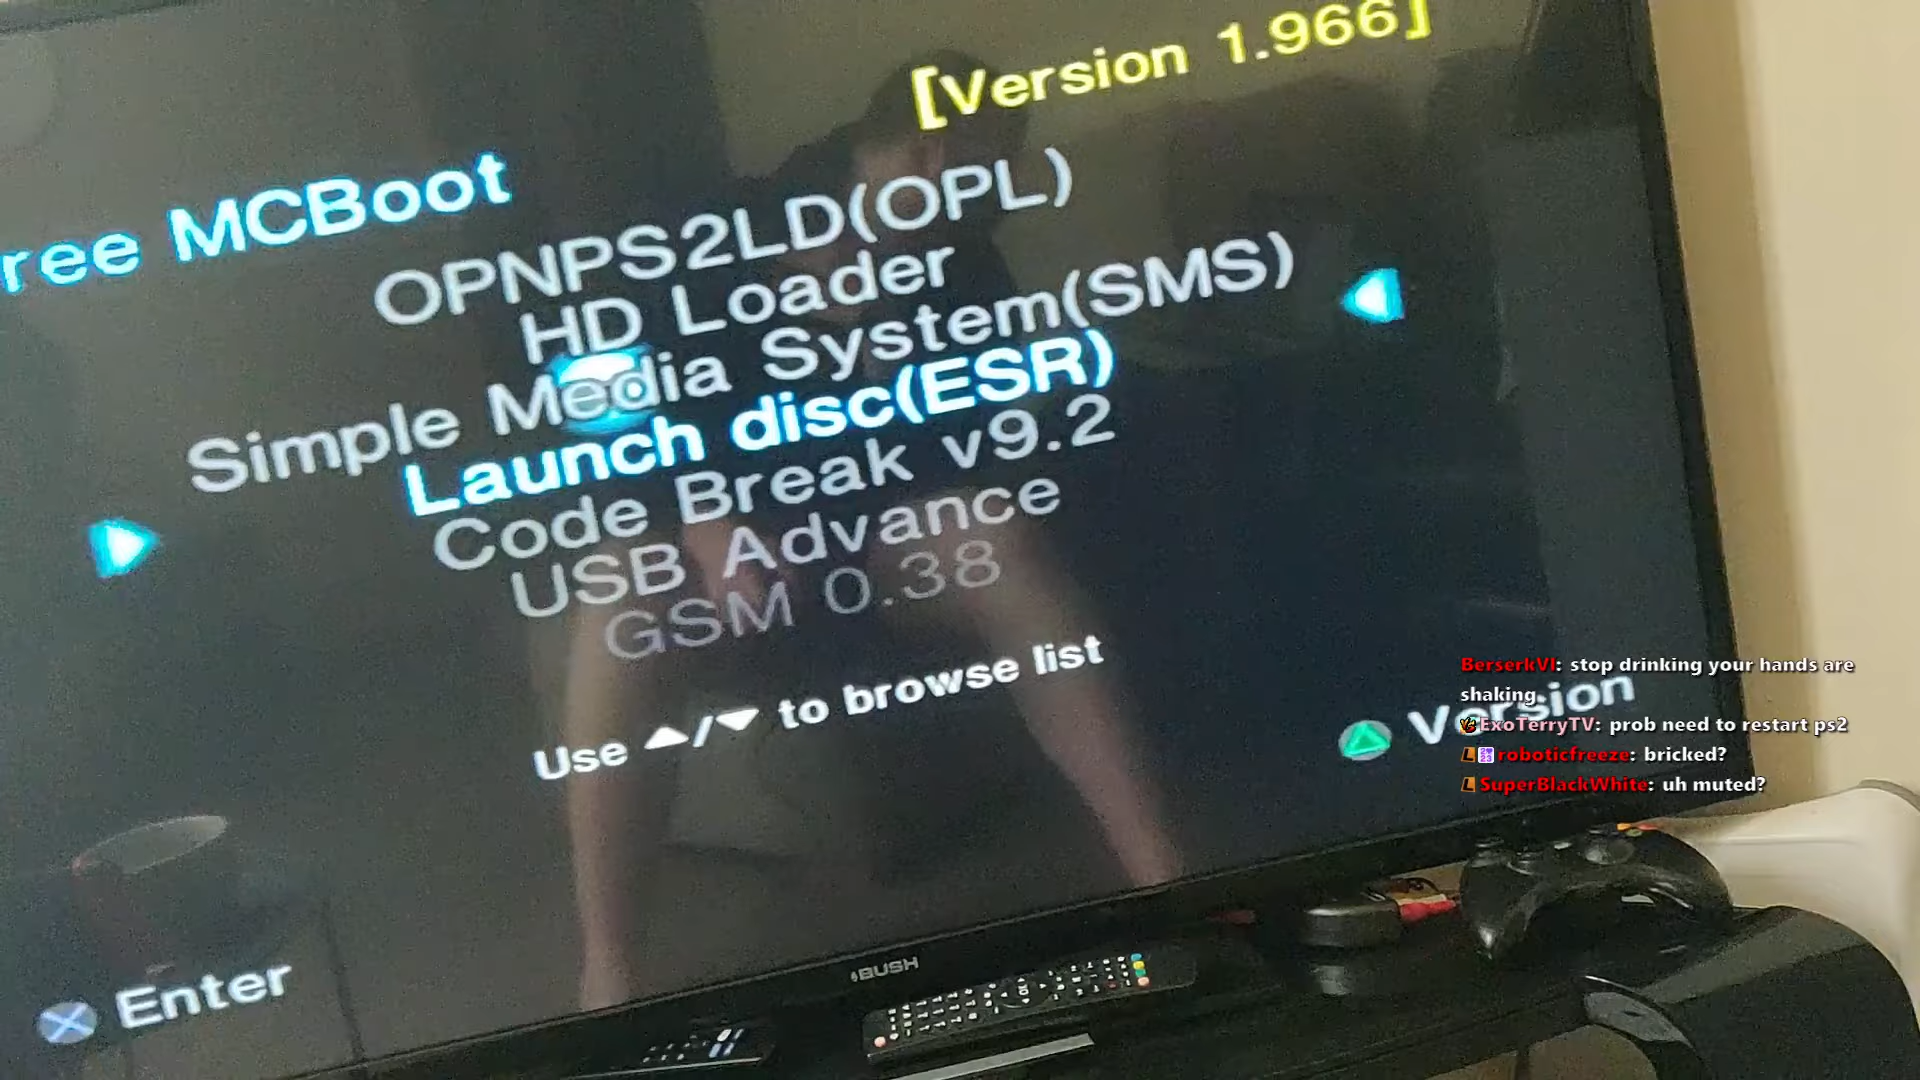 [Version 1.966]
ree MCBoot
OPNPS2LD(OPL)
HD Loader
Simple Media System(SMS)
Launch disc(ESR)
Code Break v9.2
USB Advance
GSM 0.38
Use ▲/▼ to browse list
Version
Enter
BUSH
BerserkVI: stop drinking your hands are
shaking.
ExoTerryTV: prob need to restart ps2
roboticfreeze: bricked?
SuperBlackWhite: uh muted?